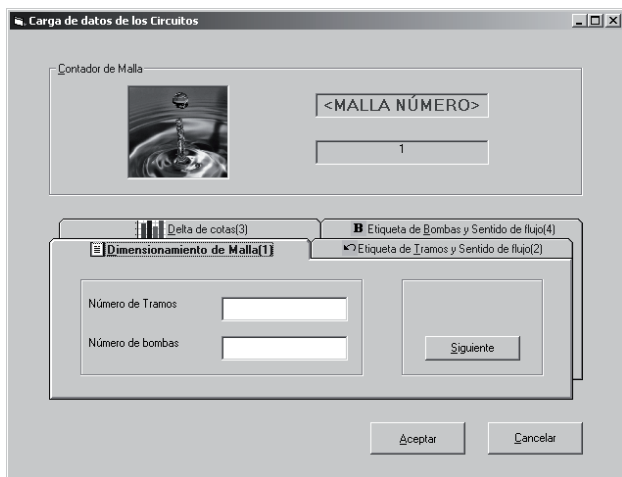 Carga de datos de los Circuitos
Contador de Malla
<MALLA NÚMERO>
1
Delta de cotas(3)
B Etiqueta de Bombas y Sentido de flujo(4)
Dimensionamiento de Malla(1)
Etiqueta de Tramos y Sentido de flujo(2)
Número de Tramos
Número de bombas
Siguiente
Aceptar
Cancelar